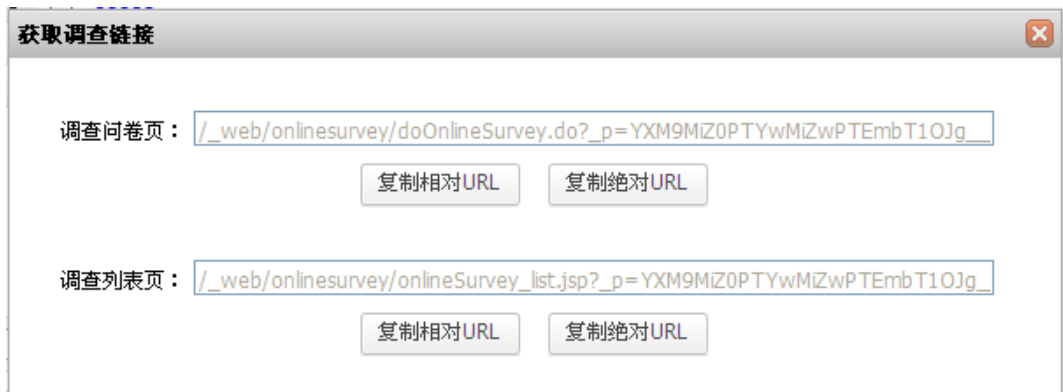 获取调查链接
调查问卷页： /_web/onlinesurvey/doOnlineSurvey.do?_p=YXM9MiZ0PTYwMiZwPTEmbT1OJg__
复制相对URL 复制绝对URL
调查列表页： /_web/onlinesurvey/onlineSurvey_list.jsp?_p=YXM9MiZ0PTYwMiZwPTEmbT1OJg_
复制相对URL 复制绝对URL